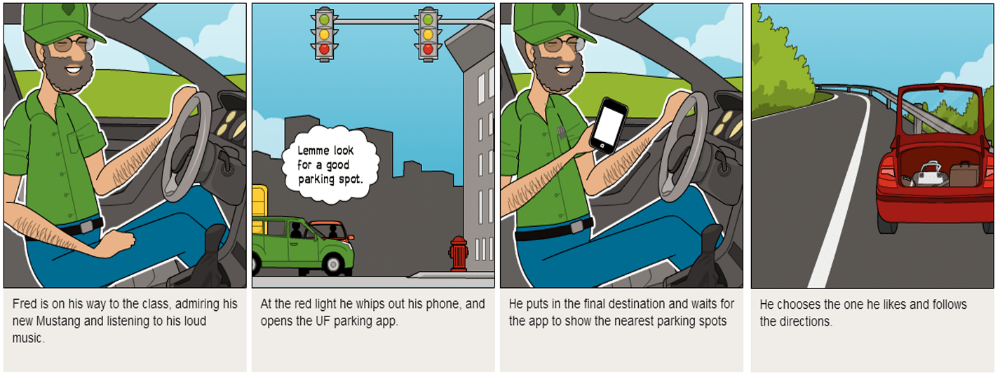 Lemme look
for a good
parking spot.
Fred is on his way to the class, admiring his
new Mustang and listening to his loud
music.
At the red light he whips out his phone, and
opens the UF parking app.
He puts in the final destination and waits for
the app to show the nearest parking spots
He chooses the one he likes and follows
the directions.